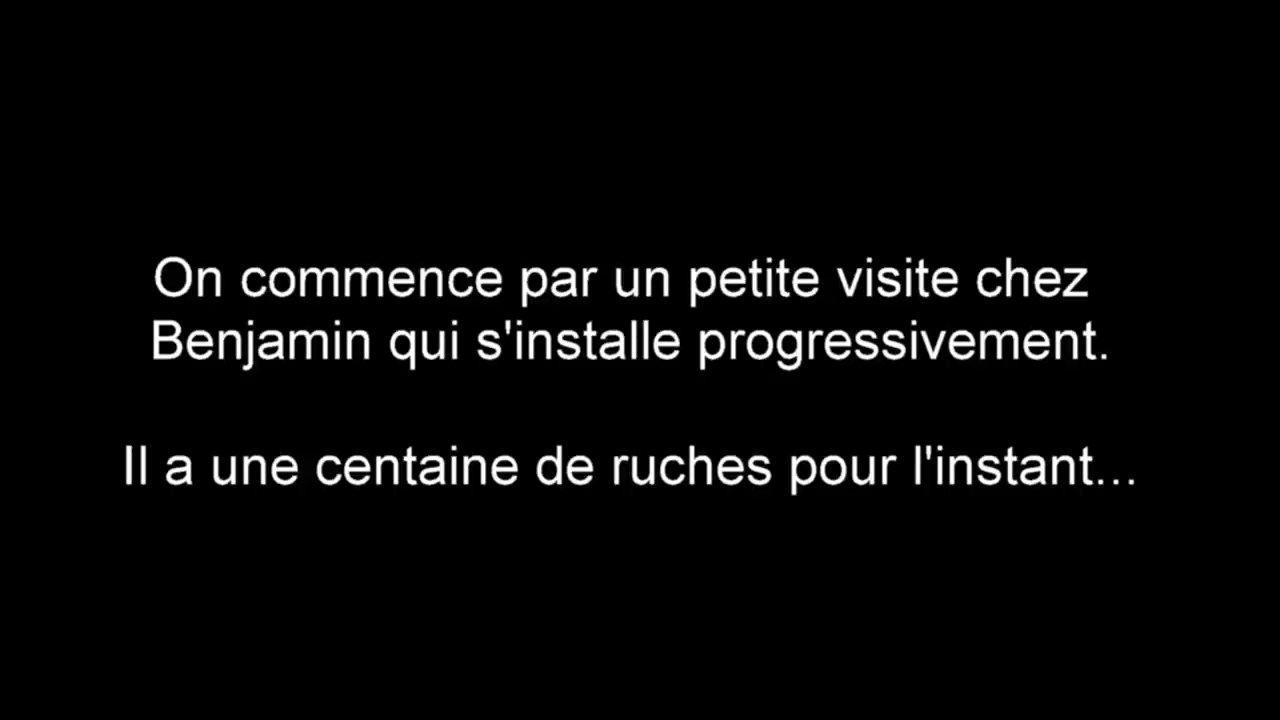 On commence par un petite visite chez
Benjamin qui s'installe progressivement.
Il a une centaine de ruches pour l'instant...